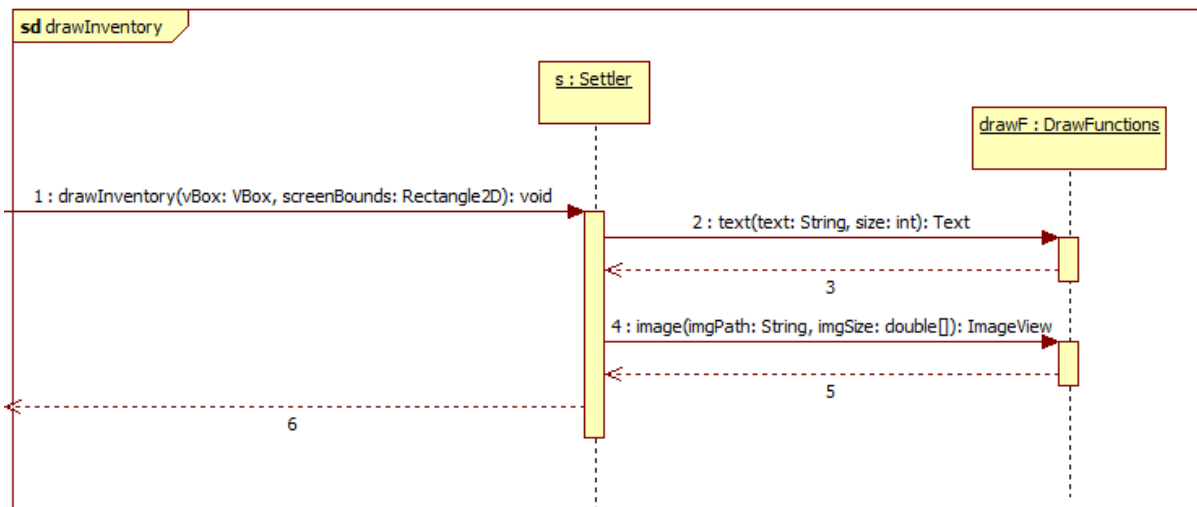 sd drawInventory
s : Settler
drawF : DrawFunctions
1 : drawInventory(vBox: VBox, screenBounds: Rectangle2D): void
2 : text(text: String, size: int): Text
3
4 : image(imgPath: String, imgSize: double[]): ImageView
5
6